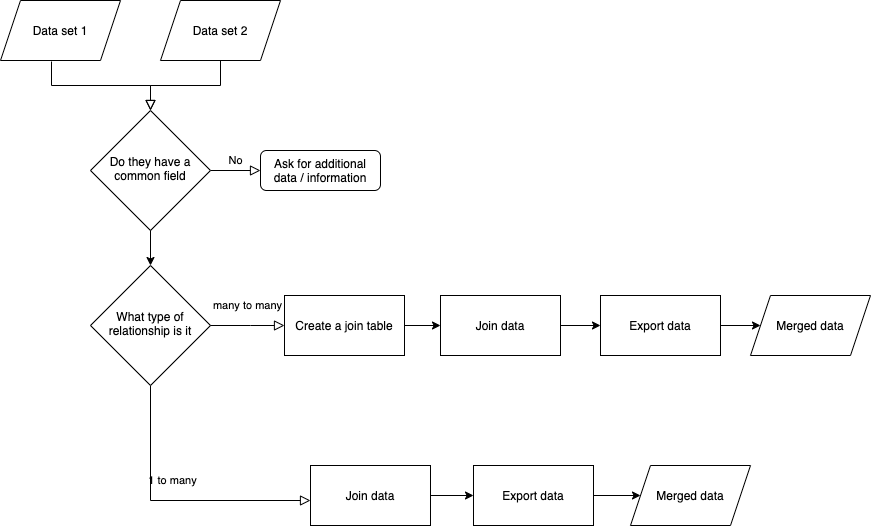 Data set 1
Data set 2
Do they have a
common field
No
Ask for additional
data / information
What type of
relationship is it
many to many
Create a join table
Join data
Export data
Merged data
1 to many
Join data
Export data
Merged data